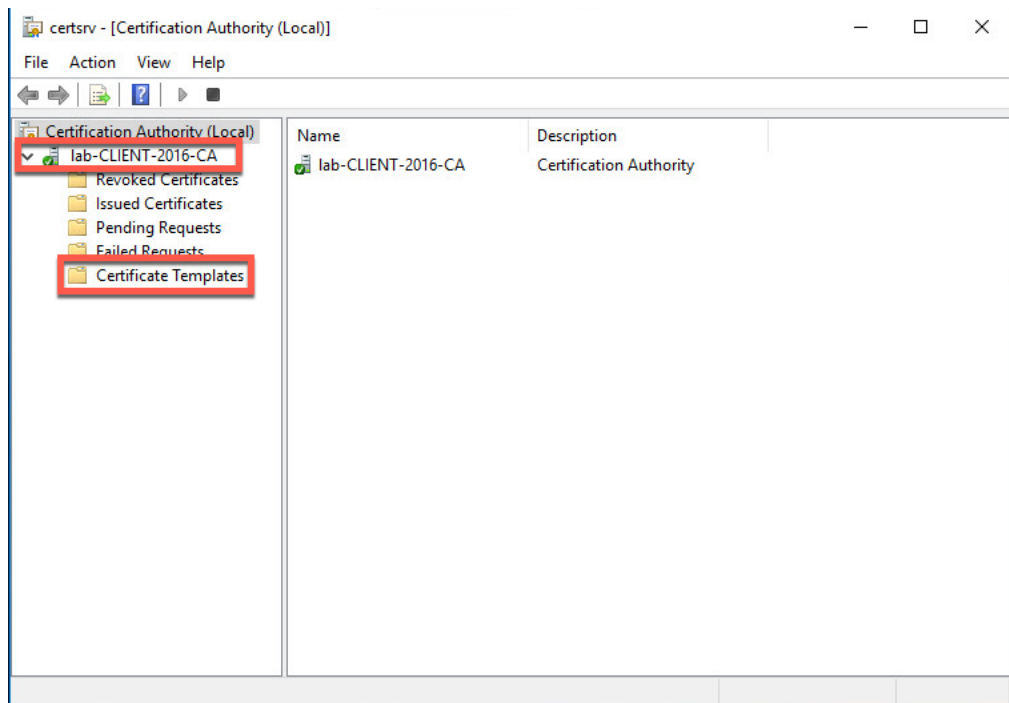 certsrv - [Certification Authority (Local)]
File Action View Help
Certification Authority (Local)
lab-CLIENT-2016-CA
Revoked Certificates
Issued Certificates
Pending Requests
Failed Requests
Certificate Templates
Name Description
lab-CLIENT-2016-CA Certification Authority